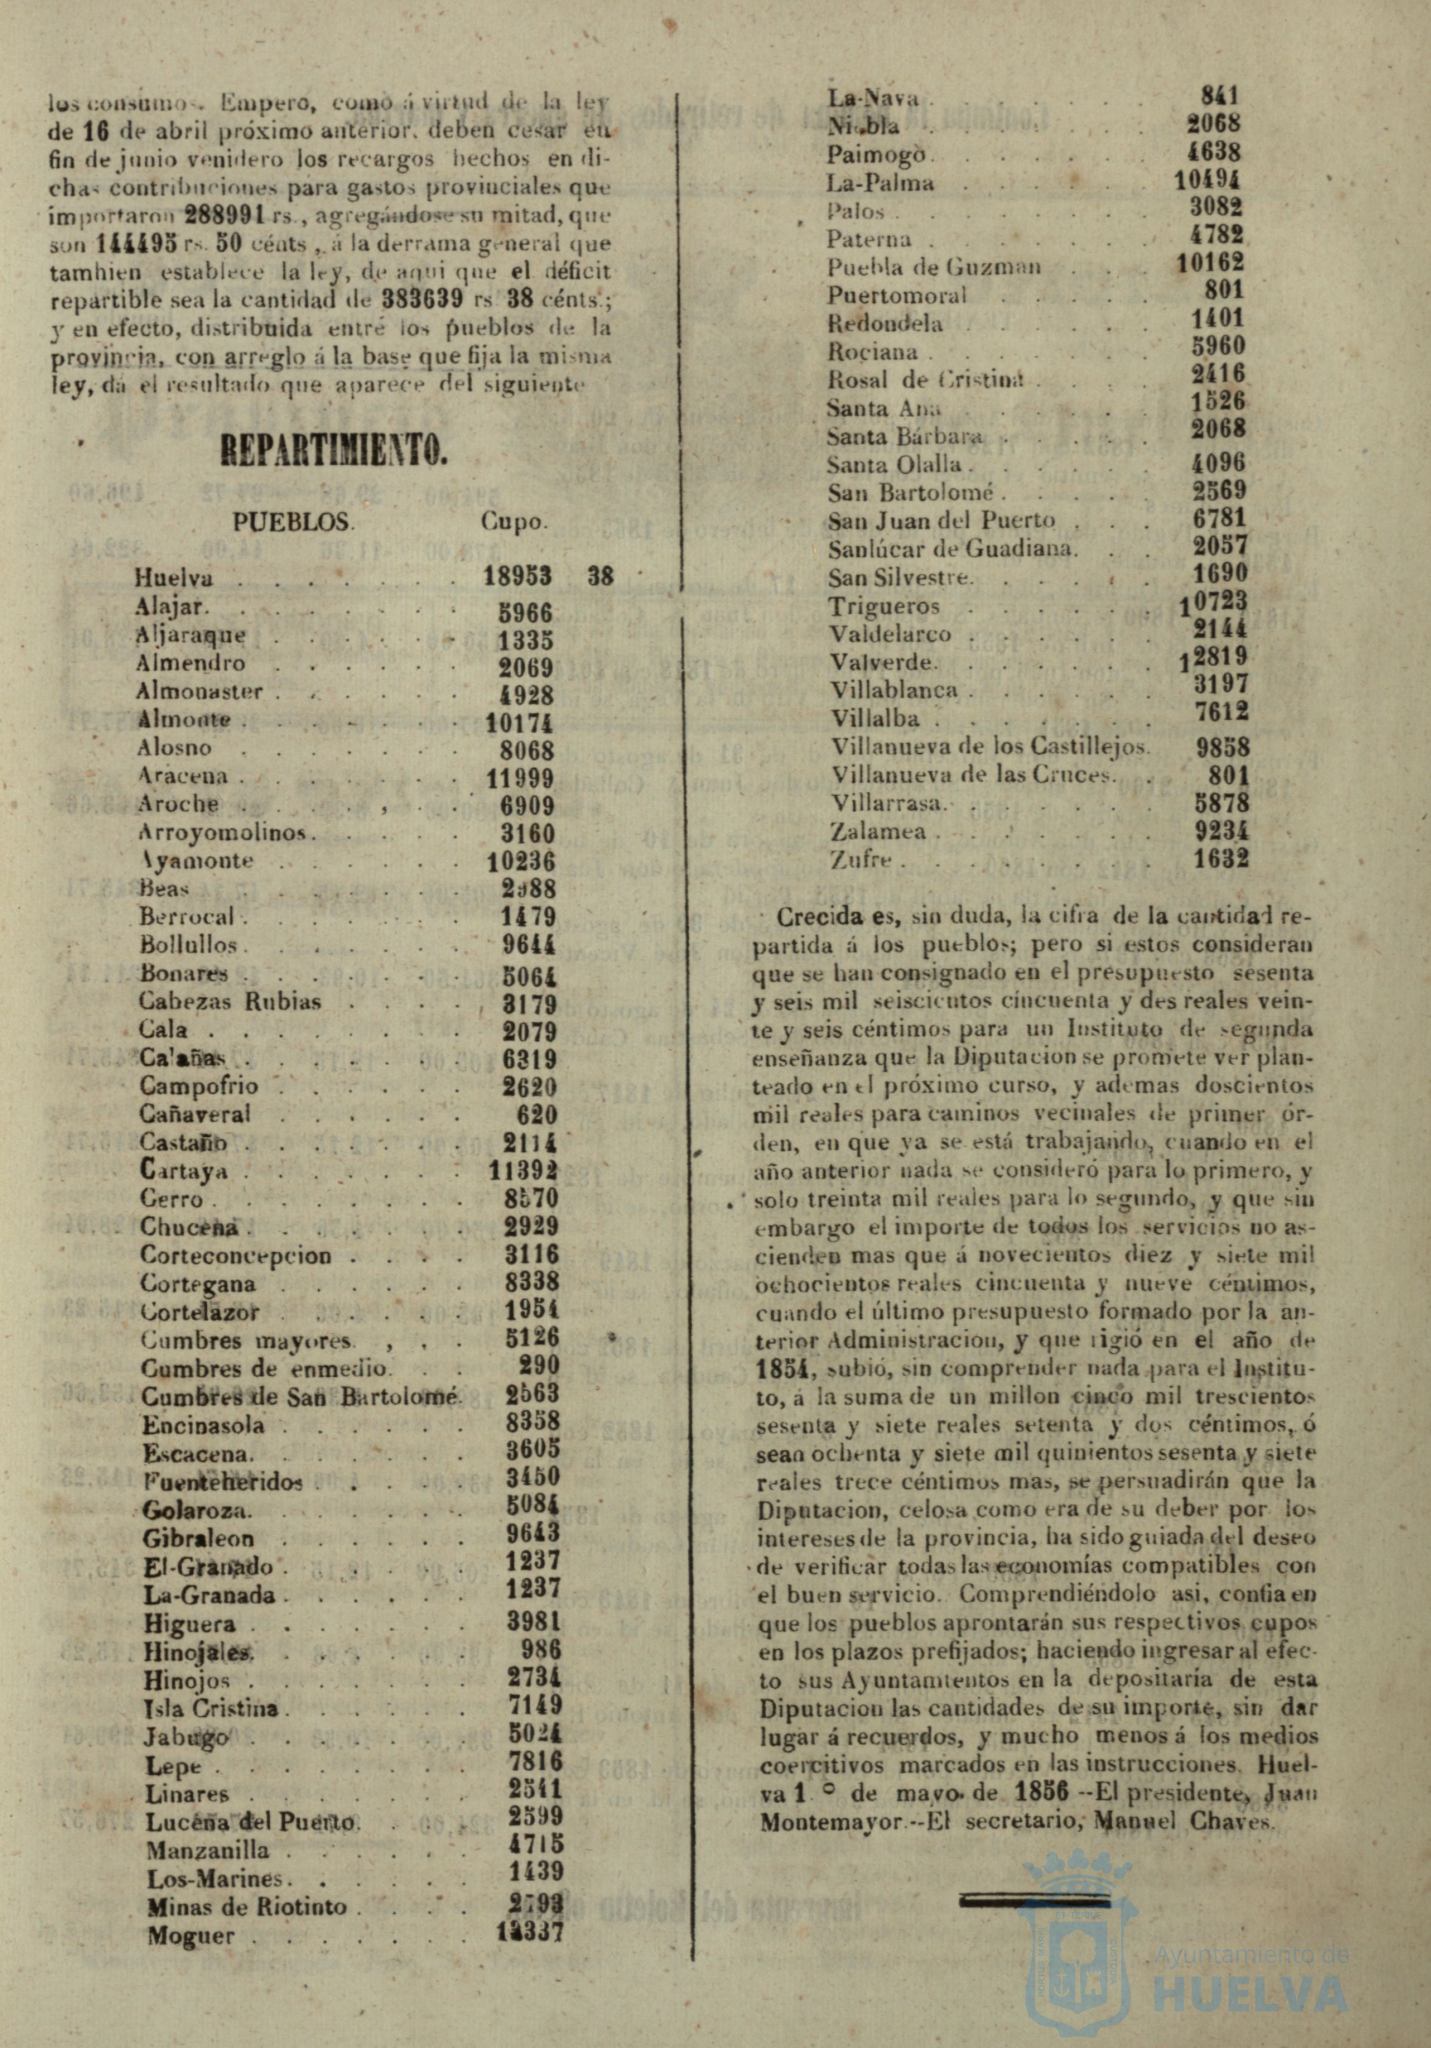 los consumos. Empero, como á virtud de la ley
de 16 de abril próximo anterior, deben cesar en
fin de junio venidero los recargos hechos en di-
chas contribuciones para gastos provinciales que
importaron 288991 rs., agregándose su mitad, que
son 144495 rs. 50 cénts., á la derrama general que
tambien establece la ley, de aqui que el déficit
repartible sea la cantidad de 383639 rs 38 cénts.;
y en efecto, distribuida entre los pueblos de la
provincia, con arreglo á la base que fija la misma
ley, da el resultado que aparece del siguiente
REPARTIMIENTO.
PUEBLOS. Cupo.
Huelva . . . . . . . 18953 38
Alajar. . . . . . . . 5966
Aljaraque . . . . . . 1335
Almendro . . . . . . 2069
Almonaster . . . . . . 4928
Almonte . . . . . . . 10174
Alosno . . . . . . . 8068
Aracena . . . . . . . 11999
Aroche . . . . , . . 6909
Arroyomolinos. . . . . 3160
Ayamonte . . . . . . 10236
Beas . . . . . . . 2988
Berrocal . . . . . . . 1479
Bollullos. . . . . . . 9644
Bonares . . . . . . . 5064
Cabezas Rubias . . . . 3179
Cala . . . . . . . . 2079
Calañas . . . . . . . 6319
Campofrio . . . . . . 2620
Cañaveral . . . . . . 620
Castaño . . . . . . . 2114
Cartaya . . . . . . . 11392
Cerro . . . . . . . . 8570
Chucena . . . . . . . 2929
Corteconcepcion . . . . 3116
Cortegana . . . . . . 8338
Cortelazor . . . . . . 1954
Cumbres mayores. , . . 5126
Cumbres de enmedio. . . 290
Cumbres de San Bartolomé. 2563
Encinasola . . . . . . 8358
Escacena. . . . . . . 3605
Fuenteheridos . . . . . 3450
Golaroza. . . . . . . 5084
Gibraleon . . . . . . 9643
El-Granado . . . . . . 1237
La-Granada . . . . . . 1237
Higuera . . . . . . . 3981
Hinojales. . . . . . . 986
Hinojos . . . . . . . 2734
Isla Cristina . . . . . . 7149
Jabugo . . . . . . . 5024
Lepe . . . . . . . . 7816
Linares . . . . . . . 2541
Lucena del Puerto. . . . 2599
Manzanilla . . . . . . 4715
Los-Marines. . . . . . 1439
Minas de Riotinto . . . . 2793
Moguer . . . . . . .
La-Nava . . . . . . . 841
Niebla . . . . . . . 2068
Paimogo. . . . . . . 4638
La-Palma . . . . . . 10494
Palos . . . . . . . . 3082
Paterna . . . . . . . 4782
Puebla de Guzman . . . 10162
Puertomoral . . . . . 801
Redondela . . . . . . 1401
Rociana . . . . . . . 5960
Rosal de Cristina . . . . 2416
Santa Ana . . . . . . 1526
Santa Bárbara . . . . . 2068
Santa Olalla . . . . . . 4096
San Bartolomé . . . . . 2569
San Juan del Puerto . . . 6781
Sanlúcar de Guadiana. . . 2057
San Silvestre. . . . . . 1690
Trigueros . . . . . . 10723
Valdelarco . . . . . . 2144
Valverde. . . . . . . 12819
Villablanca . . . . . . 3197
Villalba . . . . . . . 7612
Villanueva de los Castillejos. 9858
Villanueva de las Cruces. . 801
Villarrasa. . . . . . . 5878
Zalamea . . . . . . . 9234
Zufre . . . . . . . . 1632
Crecida es, sin duda, la cifra de la cantidad re-
partida á los pueblos; pero si estos consideran
que se han consignado en el presupuesto sesenta
y seis mil seiscientos cincuenta y des reales vein-
te y seis céntimos para un Instituto de segunda
enseñanza que la Diputacion se promete ver plan-
teado en el próximo curso, y ademas doscientos
mil reales para caminos vecinales de primer ór-
den, en que ya se está trabajando, cuando en el
año anterior nada se consideró para lo primero, y
solo treinta mil reales para lo segundo, y que sin
embargo el importe de todos los servicios no as-
cienden mas que á novecientos diez y siete mil
ochocientos reales cincuenta y nueve céntimos,
cuando el último presupuesto formado por la an-
terior Administracion, y que rigió en el año de
1854, subió, sin comprender nada para el Institu-
to, á la suma de un millon cinco mil trescientos
sesenta y siete reales setenta y dos céntimos, ó
sean ochenta y siete mil quinientos sesenta y siete
reales trece céntimos mas, se persuadirán que la
Diputacion, celosa como era de su deber por los
intereses de la provincia, ha sido guiada del deseo
de verificar todas las economías compatibles con
el buen servicio. Comprendiéndolo asi, confia en
que los pueblos aprontarán sus respectivos cupos
en los plazos prefijados; haciendo ingresar al efec-
to sus Ayuntamientos en la depositaría de esta
Diputacion las cantidades de su importe, sin dar
lugar á recuerdos, y mucho menos á los medios
coercitivos marcados en las instrucciones. Huel-
va 1.º de mayo de 1856 --El presidente, Juan
Montemayor.--El secretario, Manuel Chaves.
Ayuntamiento de
HUELVA